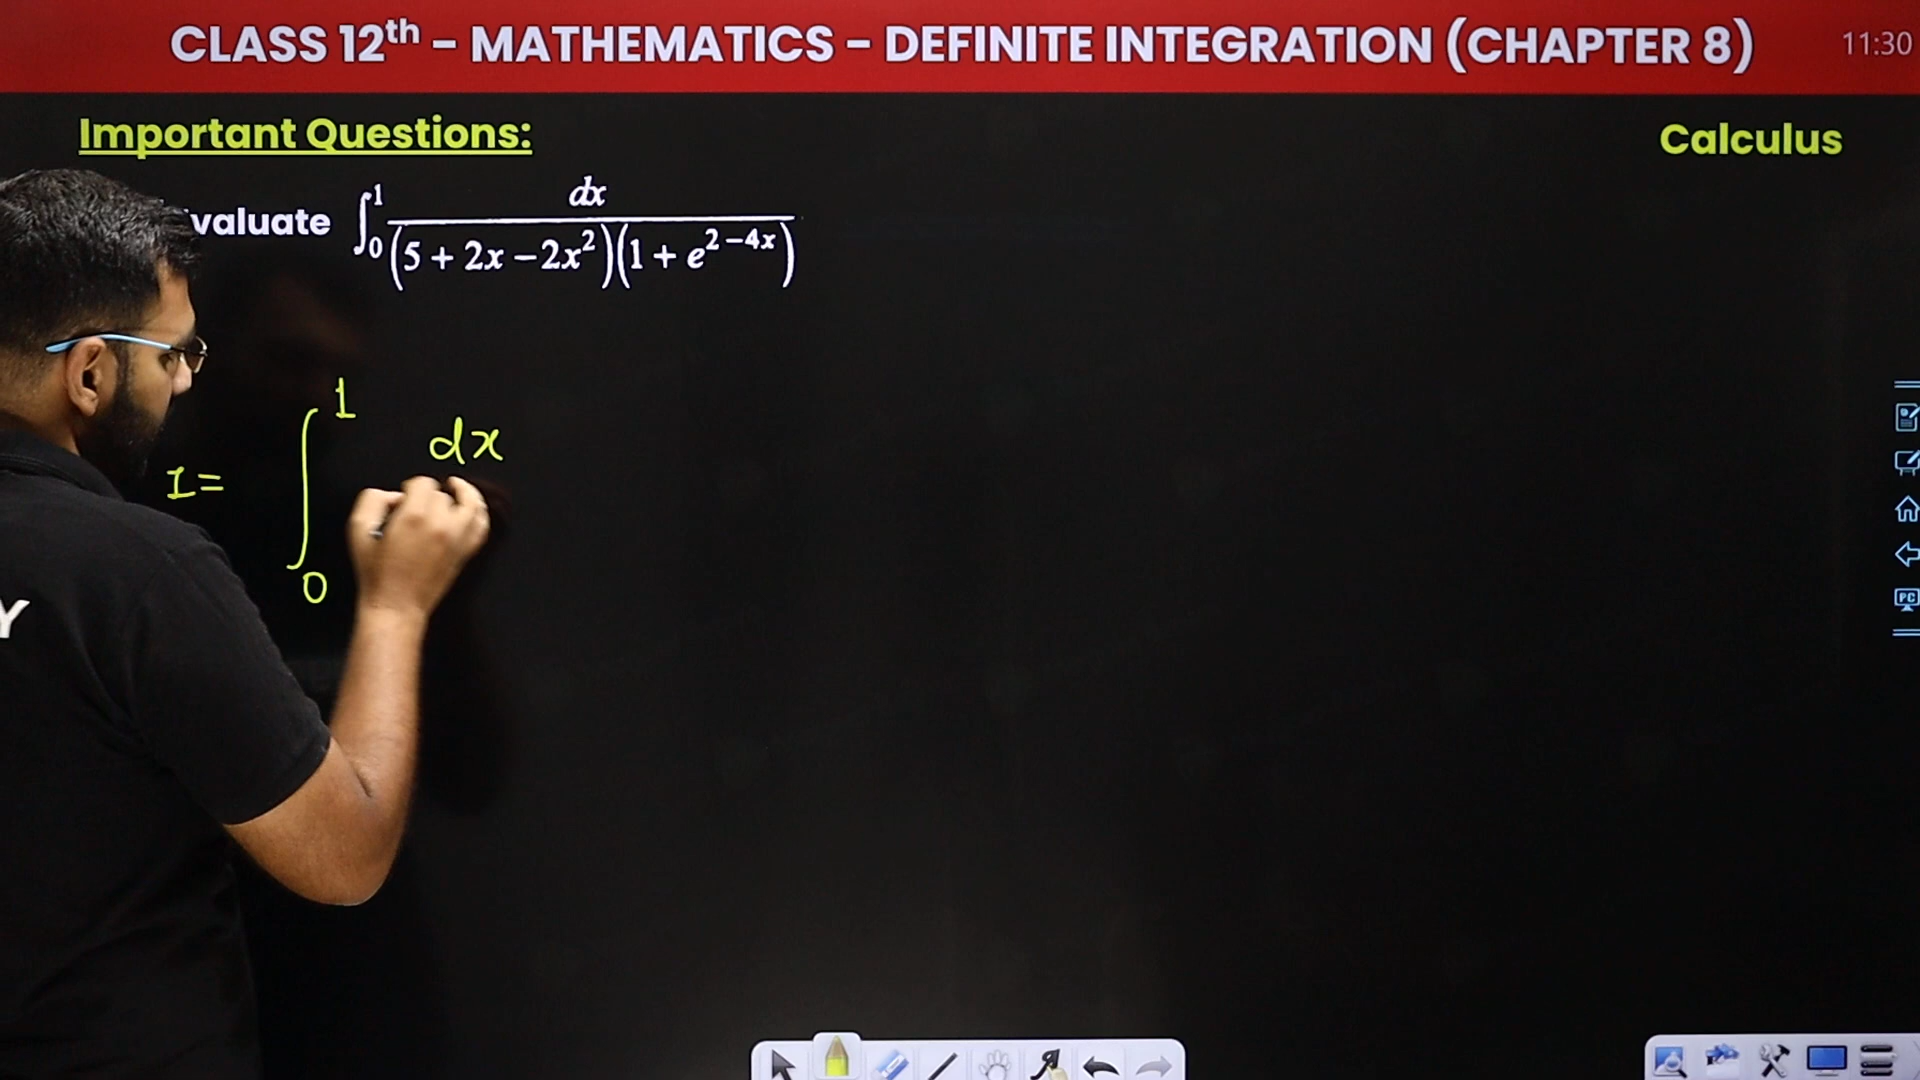 CLASS 12th – MATHEMATICS – DEFINITE INTEGRATION (CHAPTER 8)
11:30
Important Questions:
Calculus
valuate ∫₀¹ dx / (5 + 2x – 2x²)(1 + e^(2–4x))
I = ∫₀¹ dx
Y
PC